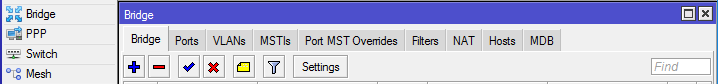 Bridge
PPP
Switch
Mesh
Bridge
Bridge Ports VLANs MSTIs Port MST Overrides Filters NAT Hosts MDB
Settings Find